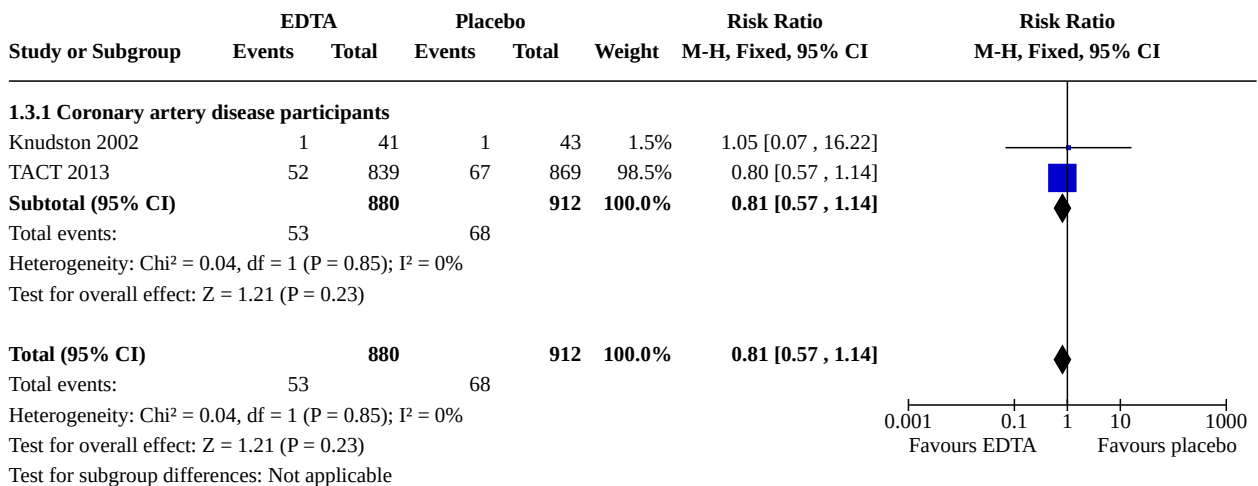 EDTA Placebo Risk Ratio Risk Ratio
Study or Subgroup Events Total Events Total Weight M-H, Fixed, 95% CI M-H, Fixed, 95% CI
1.3.1 Coronary artery disease participants
Knudston 2002 1 41 1 43 1.5% 1.05 [0.07 , 16.22]
TACT 2013 52 839 67 869 98.5% 0.80 [0.57 , 1.14]
Subtotal (95% CI) 880 912 100.0% 0.81 [0.57 , 1.14]
Total events: 53 68
Heterogeneity: Chi² = 0.04, df = 1 (P = 0.85); I² = 0%
Test for overall effect: Z = 1.21 (P = 0.23)
Total (95% CI) 880 912 100.0% 0.81 [0.57 , 1.14]
Total events: 53 68
Heterogeneity: Chi² = 0.04, df = 1 (P = 0.85); I² = 0%
0.001 0.1 1 10 1000
Test for overall effect: Z = 1.21 (P = 0.23) Favours EDTA Favours placebo
Test for subgroup differences: Not applicable